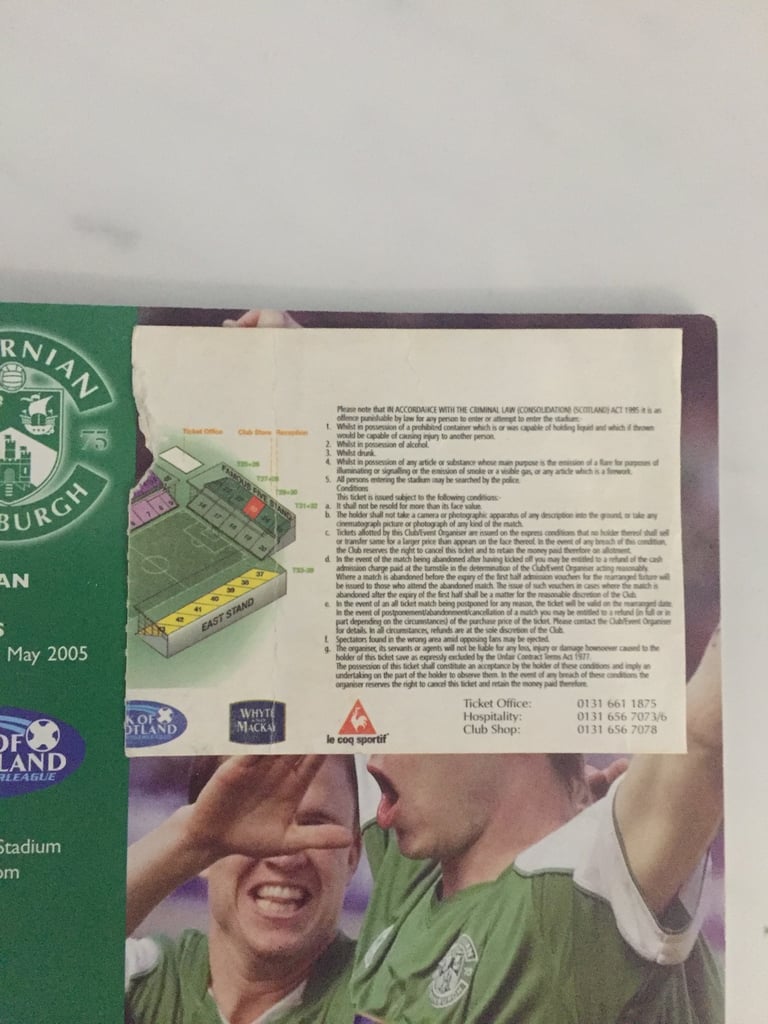 RNIAN
75
BURGH
AN
S
May 2005
OF
LAND
RLEAGUE
Stadium
om
Ticket Office Club Store Reception
T25+26
T27+28
T29+30
T31+32
T33-38
FAMOUS FIVE STAND
37
38
39
40
41
42
EAST STAND
Please note that IN ACCORDANCE WITH THE CRIMINAL LAW (CONSOLIDATION) (SCOTLAND) ACT 1995 it is an
offence punishable by law for any person to enter or attempt to enter the stadium:-
1. Whilst in possession of a prohibited container which is or was capable of holding liquid and which if thrown
would be capable of causing injury to another person.
2. Whilst in possession of alcohol.
3. Whilst drunk.
4. Whilst in possession of any article or substance whose main purpose is the emission of a flare for purposes of
illuminating or signalling or the emission of smoke or a visible gas, or any article which is a firework.
5. All persons entering the stadium may be searched by the police.
Conditions
This ticket is issued subject to the following conditions:-
a. It shall not be resold for more than its face value.
b. The holder shall not take a camera or photographic apparatus of any description into the ground, or take any
cinematograph picture or photograph of any kind of the match.
c. Tickets allotted by this Club/Event Organiser are issued on the express conditions that no holder thereof shall sell
or transfer same for a larger price than appears on the face thereof. In the event of any breach of this condition,
the Club reserves the right to cancel this ticket and to retain the money paid therefore on allotment.
d. In the event of the match being abandoned after having kicked off you may be entitled to a refund of the cash
admission charge paid at the turnstile in the determination of the Club/Event Organiser acting reasonably.
Where a match is abandoned before the expiry of the first half admission vouchers for the rearranged fixture will
be issued to those who attend the abandoned match. The issue of such vouchers in cases where the match is
abandoned after the expiry of the first half shall be a matter for the reasonable discretion of the Club.
e. In the event of an all ticket match being postponed for any reason, the ticket will be valid on the rearranged date.
In the event of postponement/abandonment/cancellation of a match you may be entitled to a refund (in full or in
part depending on the circumstances) of the purchase price of the ticket. Please contact the Club/Event Organiser
for details. In all circumstances, refunds are at the sole discretion of the Club.
f. Spectators found in the wrong area amid opposing fans may be ejected.
g. The organiser, its servants or agents will not be liable for any loss, injury or damage howsoever caused to the
holder of this ticket save as expressly excluded by the Unfair Contract Terms Act 1977.
The possession of this ticket shall constitute an acceptance by the holder of these conditions and imply an
undertaking on the part of the holder to observe them. In the event of any breach of these conditions the
organiser reserves the right to cancel this ticket and retain the money paid therefore.
K OF
OTLAND
WHYTE
AND
MACKAY
le coq sportif
Ticket Office: 0131 661 1875
Hospitality: 0131 656 7073/6
Club Shop: 0131 656 7078